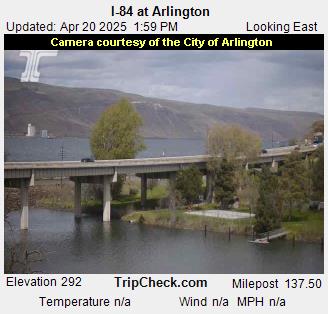 I-84 at Arlington
Updated: Apr 20 2025 1:59 PM Looking East
Camera courtesy of the City of Arlington
Elevation 292 TripCheck.com Milepost 137.50
Temperature n/a Wind n/a MPH n/a